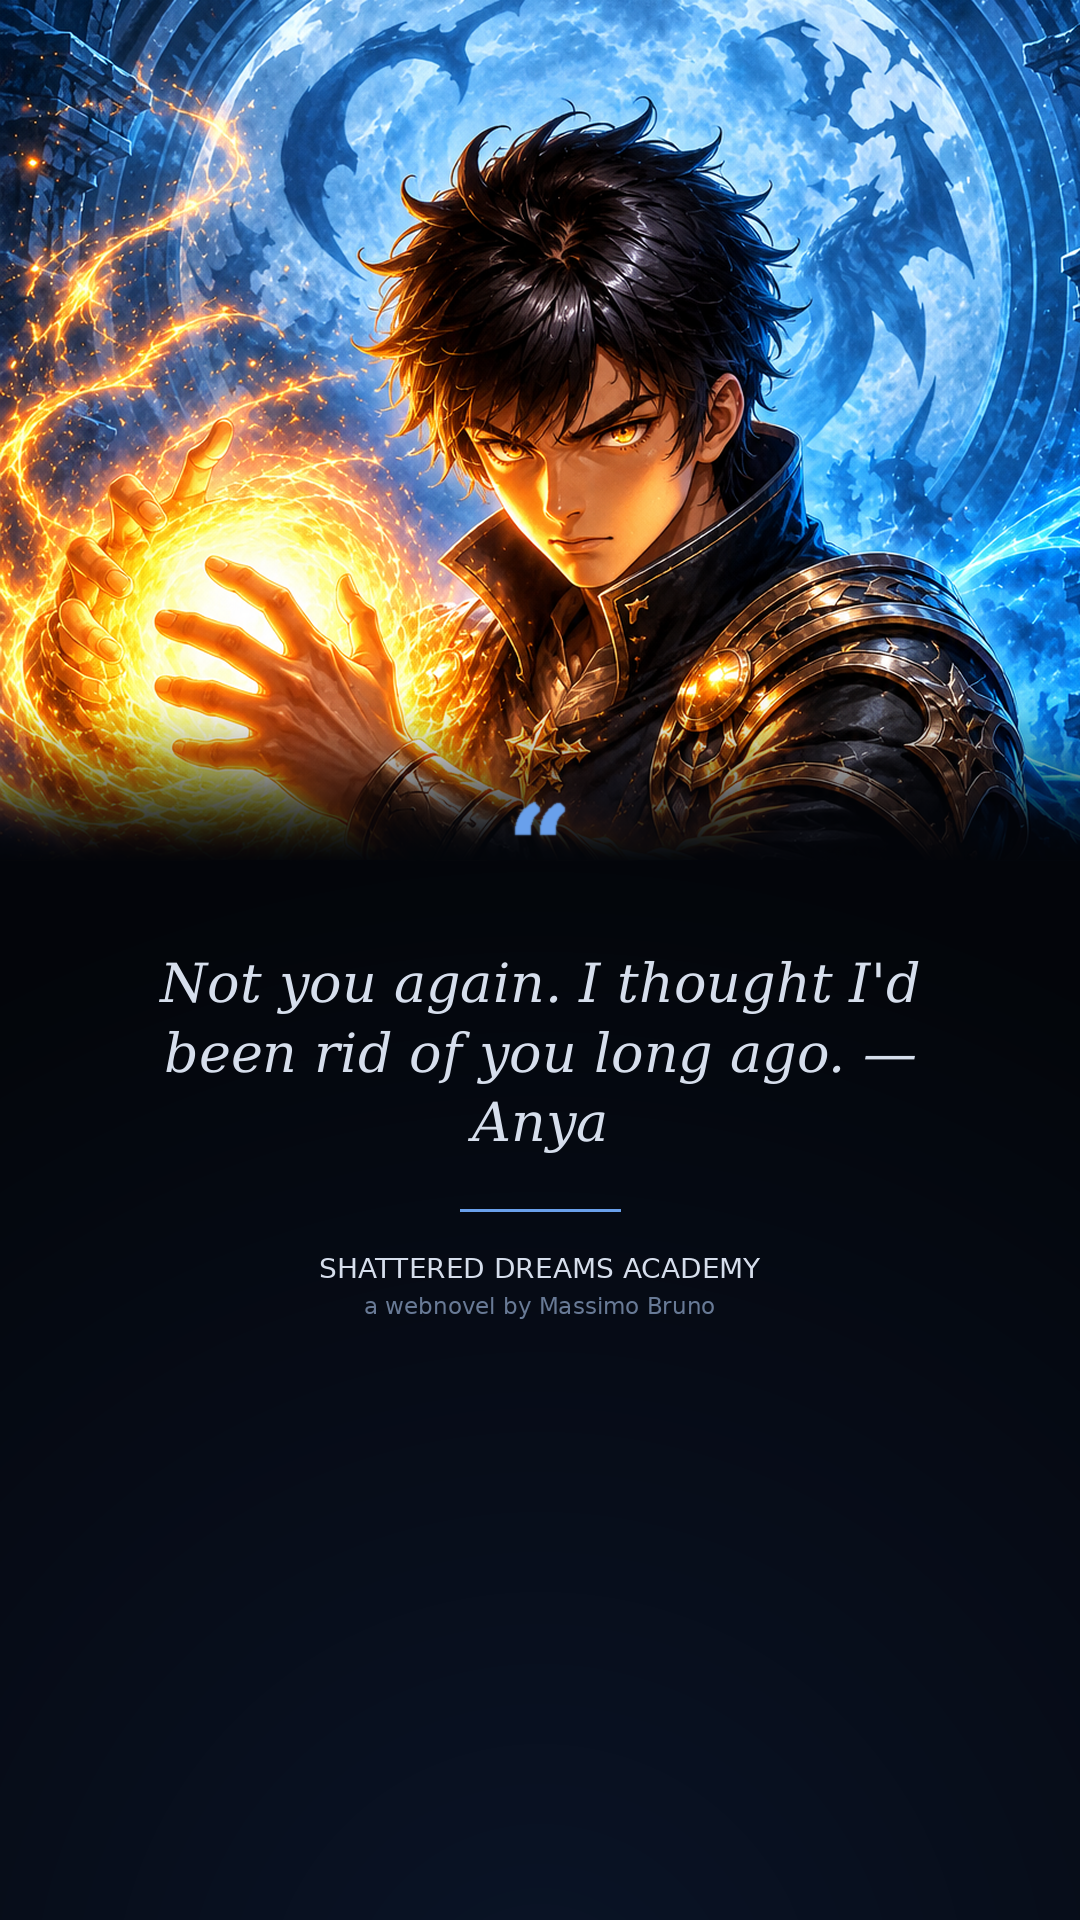 “
Not you again. I thought I'd
been rid of you long ago. —
Anya
SHATTERED DREAMS ACADEMY
a webnovel by Massimo Bruno